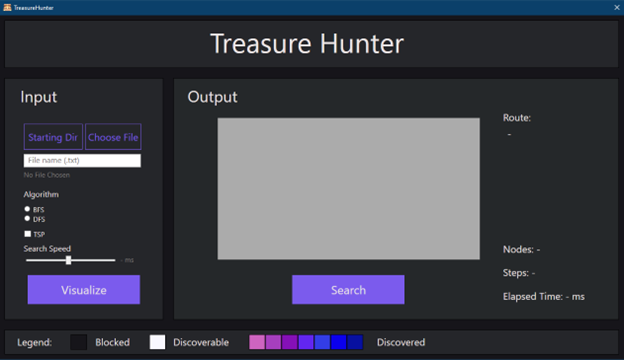 TreasureHunter
Treasure Hunter
Input
Starting Dir
Choose File
File name (.txt)
No File Chosen
Algorithm
BFS
DFS
TSP
Search Speed
- ms
Visualize
Output
Route:
-
Nodes: -
Steps: -
Elapsed Time: - ms
Search
Legend:
Blocked
Discoverable
Discovered